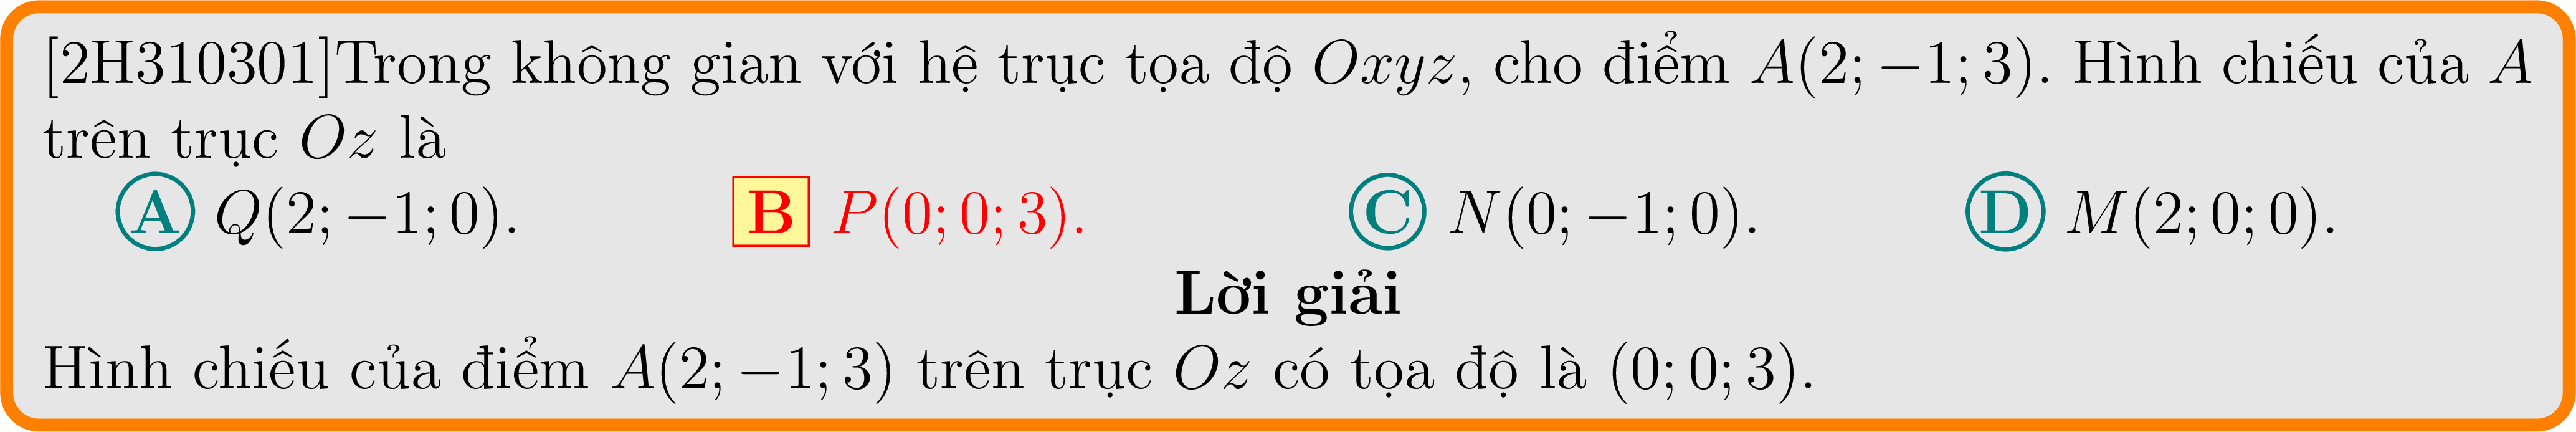 [2H310301]Trong không gian với hệ trục tọa độ Oxyz, cho điểm A(2; −1; 3). Hình chiếu của A
trên trục Oz là
A Q(2; −1; 0). B P(0; 0; 3). C N(0; −1; 0). D M(2; 0; 0).
Lời giải
Hình chiếu của điểm A(2; −1; 3) trên trục Oz có tọa độ là (0; 0; 3).